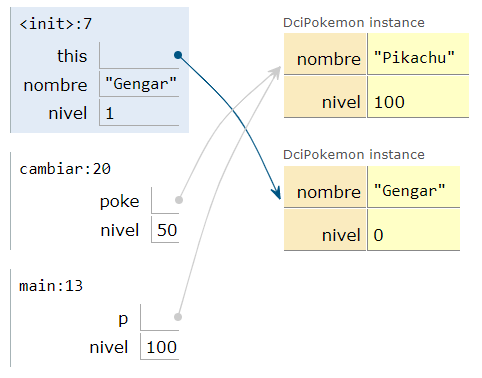 <init>:7
this
nombre "Gengar"
nivel 1
cambiar:20
poke
nivel 50
main:13
p
nivel 100
DciPokemon instance
nombre "Pikachu"
nivel 100
DciPokemon instance
nombre "Gengar"
nivel 0